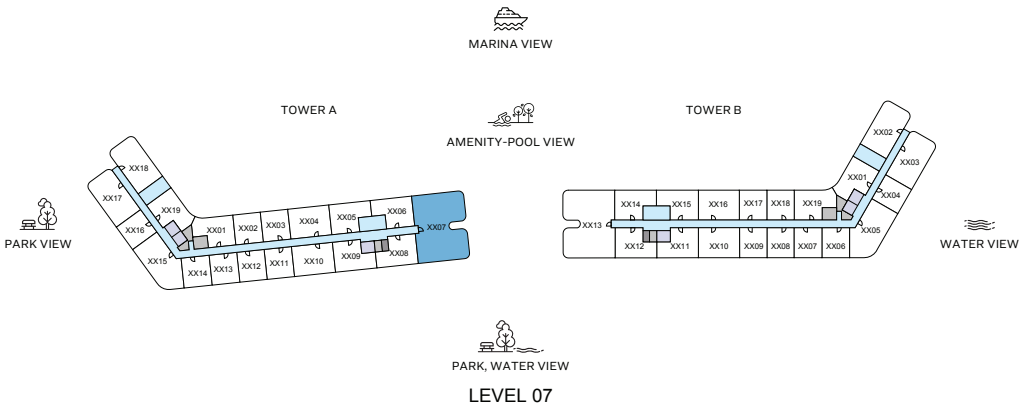 MARINA VIEW
TOWER A
TOWER B
AMENITY-POOL VIEW
XX18
XX17
XX19
XX16
XX15
XX01
XX02
XX03
XX04
XX05
XX06
XX07
XX14
XX13
XX12
XX11
XX10
XX09
XX08
XX02
XX03
XX01
XX04
XX05
XX14
XX15
XX16
XX17
XX18
XX19
XX13
XX12
XX11
XX10
XX09
XX08
XX07
XX06
PARK VIEW
WATER VIEW
PARK, WATER VIEW
LEVEL 07